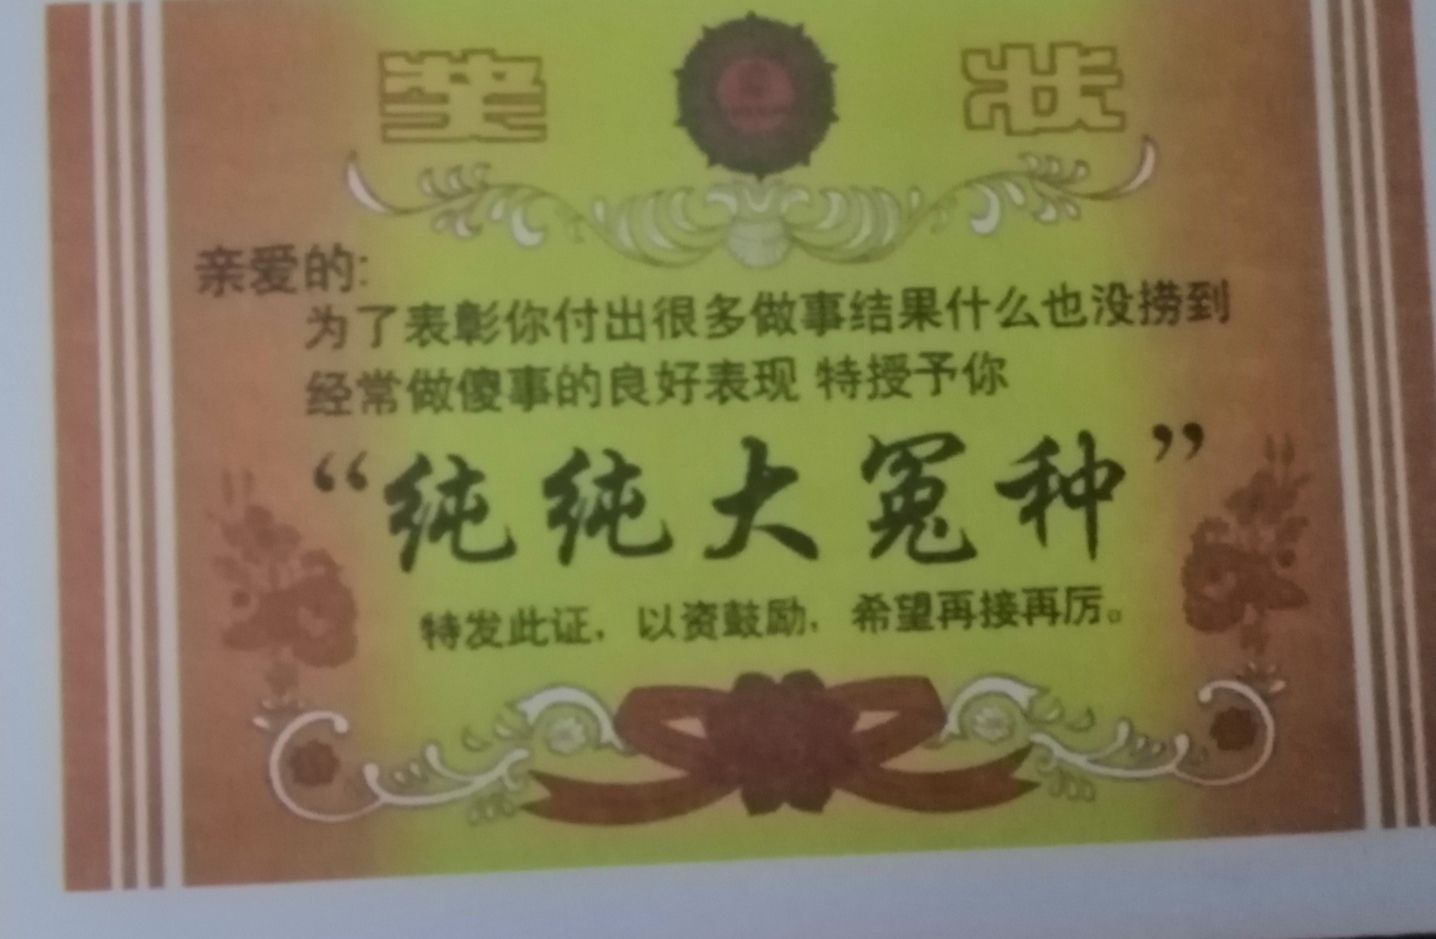 奖状
亲爱的:
为了表彰你付出很多做事结果什么也没捞到
经常做傻事的良好表现 特授予你
“纯纯大冤种”
特发此证，以资鼓励，希望再接再厉。